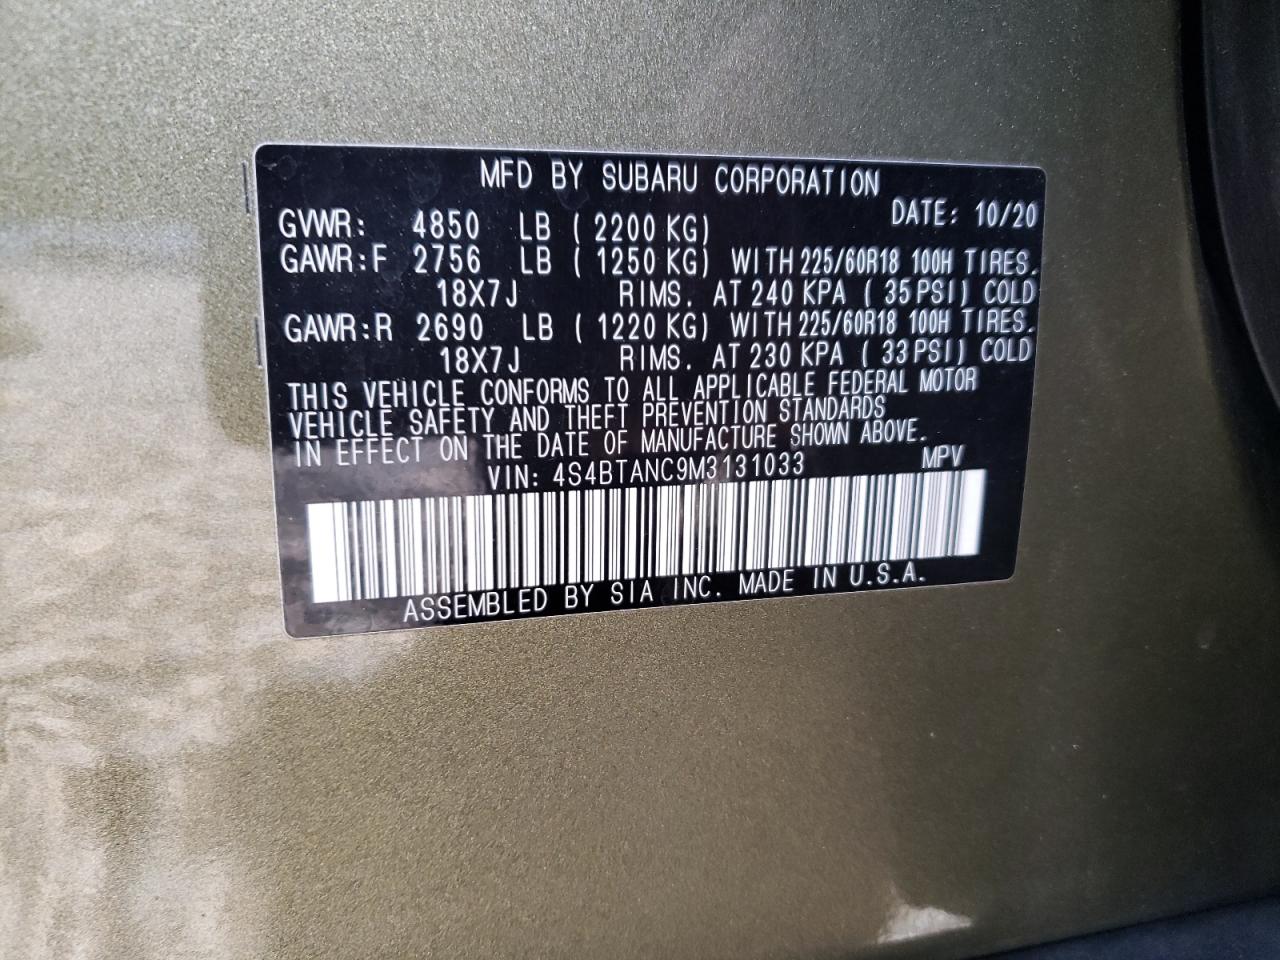 MFD BY SUBARU CORPORATION
DATE: 10/20
GVWR: 4850 LB ( 2200 KG)
GAWR:F 2756 LB ( 1250 KG) WITH 225/60R18 100H TIRES.
18X7J RIMS. AT 240 KPA ( 35PSI) COLD
GAWR:R 2690 LB ( 1220 KG) WITH 225/60R18 100H TIRES.
18X7J RIMS. AT 230 KPA ( 33PSI) COLD
THIS VEHICLE CONFORMS TO ALL APPLICABLE FEDERAL MOTOR
VEHICLE SAFETY AND THEFT PREVENTION STANDARDS
IN EFFECT ON THE DATE OF MANUFACTURE SHOWN ABOVE.
VIN: 4S4BTANC9M3131033 MPV
ASSEMBLED BY SIA INC. MADE IN U.S.A.